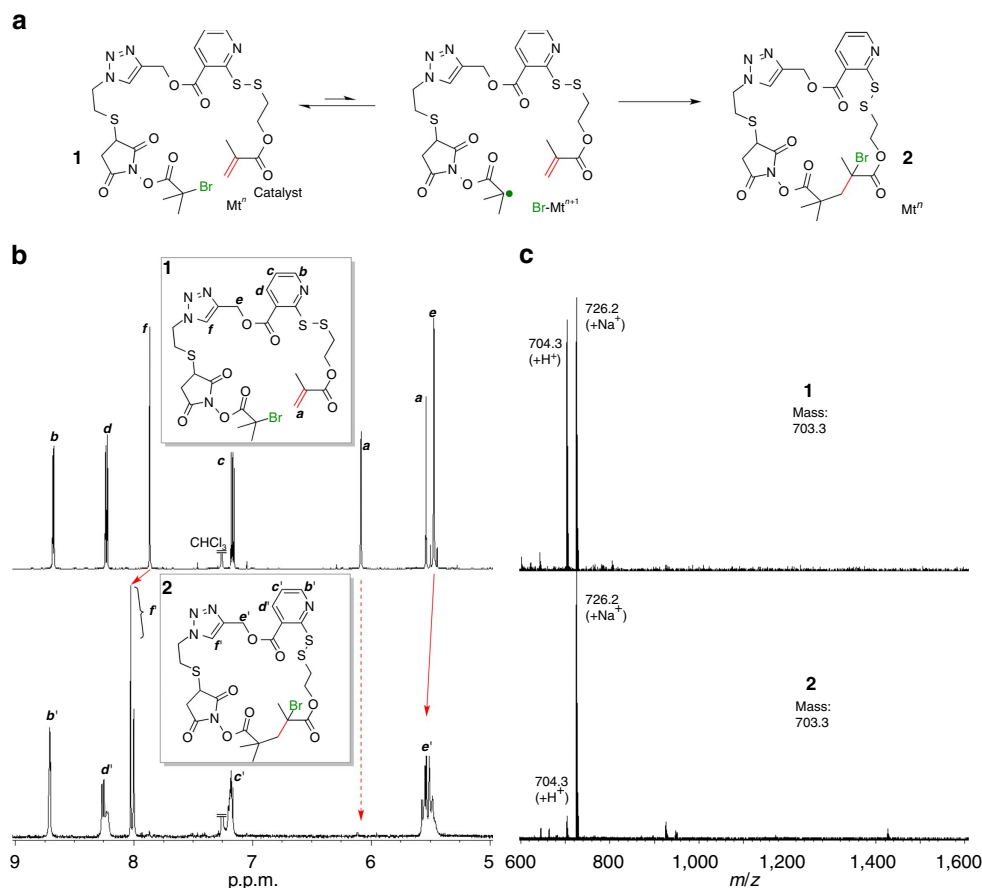 a
N=N N O O N S-S S O O O N O O O Br
1
Catalyst
Mtⁿ
N=N N O O N S-S S O O O N O O O
Br-Mtⁿ⁺¹
N=N N O O N S S S O O O N O O O Br
2
Mtⁿ
b
1
N=N N e O O c b d N S-S f S O O O N O O O Br a
f
b
d
c
a
a
e
CHCl₃
2
N=N N e' O O c' b' d' N S S f' S O O O N O O O Br
f'
b'
d'
c'
e'
9 8 7 6 5
p.p.m.
c
726.2
(+Na⁺)
704.3
(+H⁺)
1
Mass:
703.3
726.2
(+Na⁺)
2
Mass:
703.3
704.3
(+H⁺)
600 800 1,000 1,200 1,400 1,600
m/z